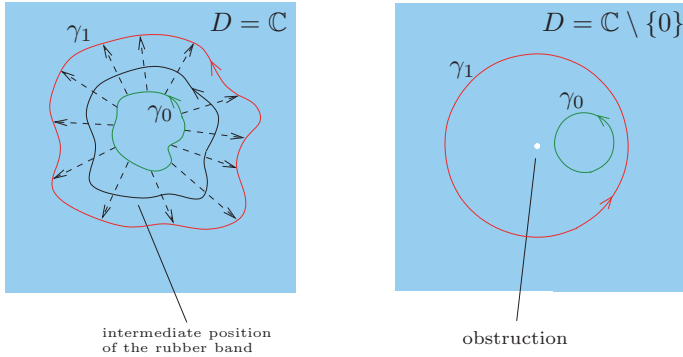 γ₁
D = ℂ
γ₀
intermediate position
of the rubber band
D = ℂ \ {0}
γ₁
γ₀
obstruction